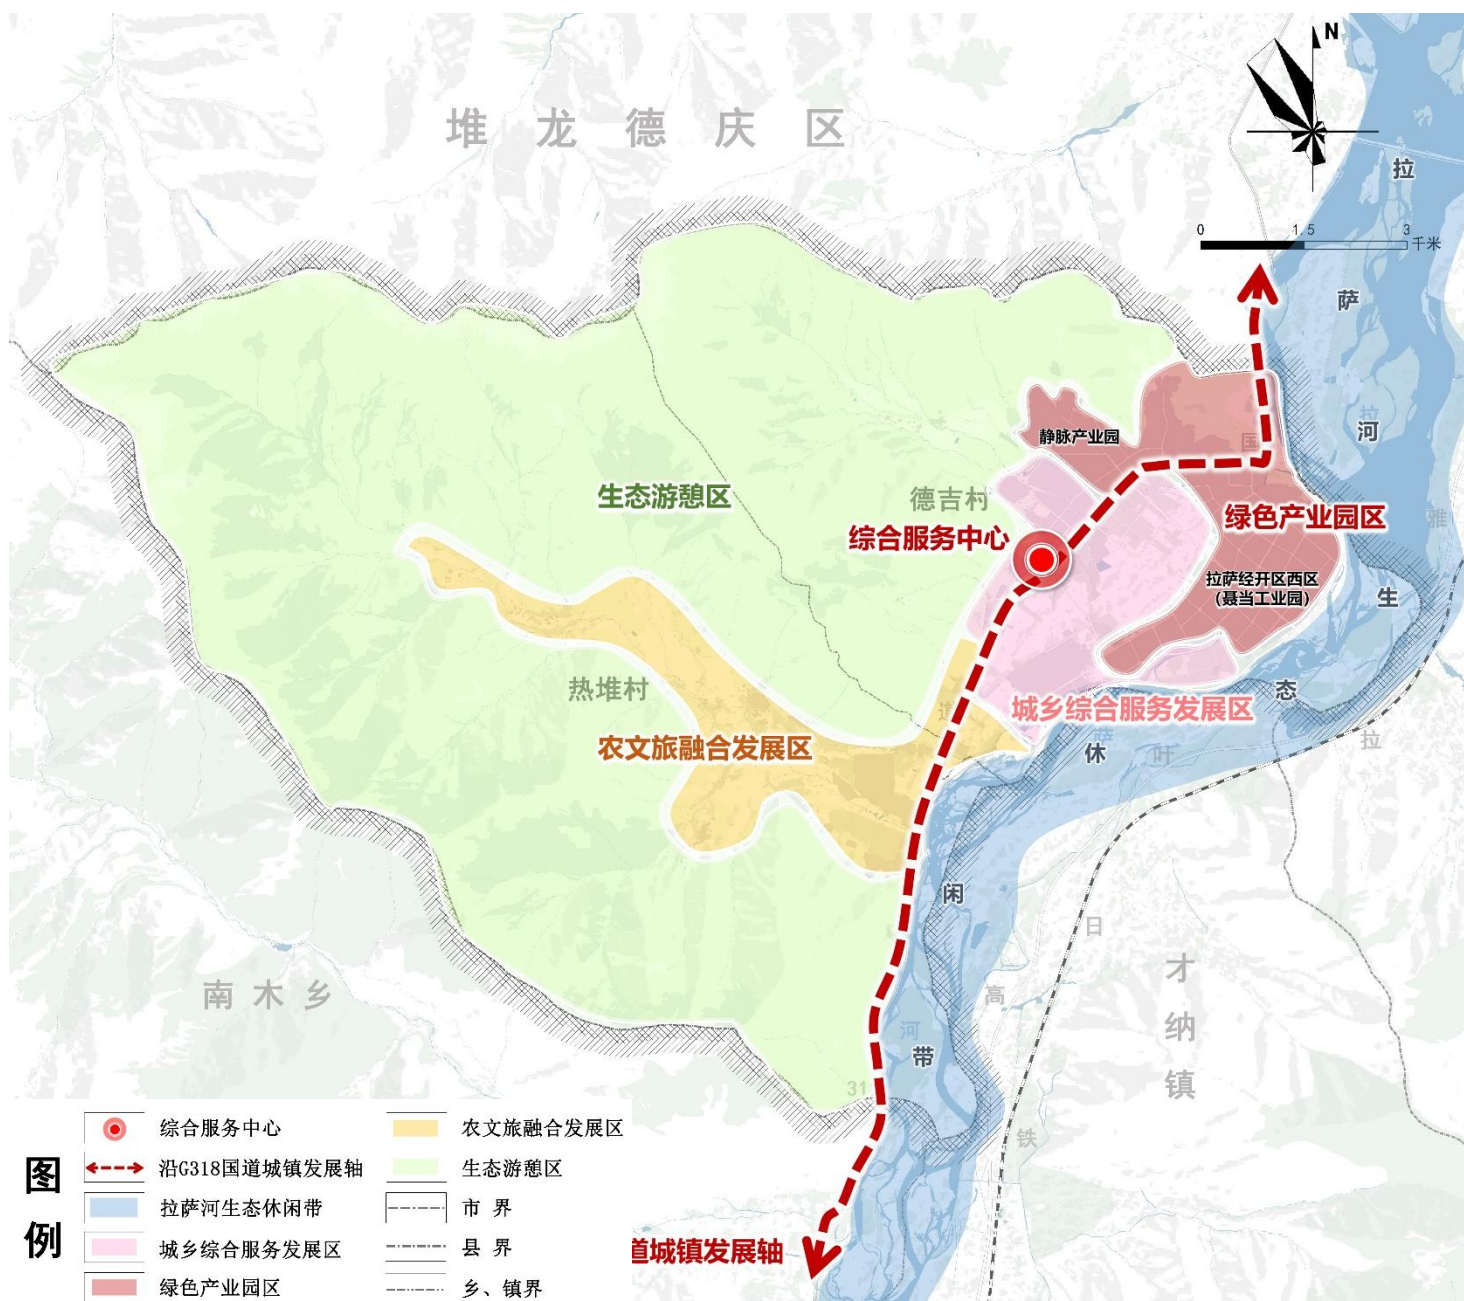 N
堆龙德庆区
0 1.5 3
千米
拉萨河生态休闲带
静脉产业园
国
拉
生态游憩区
德吉村
综合服务中心
绿色产业园区
雅
拉萨经开区西区
(聂当工业园)
热堆村
道
城乡综合服务发展区
萨
叶
拉
农文旅融合发展区
日
高
铁
南木乡
才纳镇
河
31
道城镇发展轴
图例
综合服务中心
沿G318国道城镇发展轴
拉萨河生态休闲带
城乡综合服务发展区
绿色产业园区
农文旅融合发展区
生态游憩区
市 界
县 界
乡、镇界